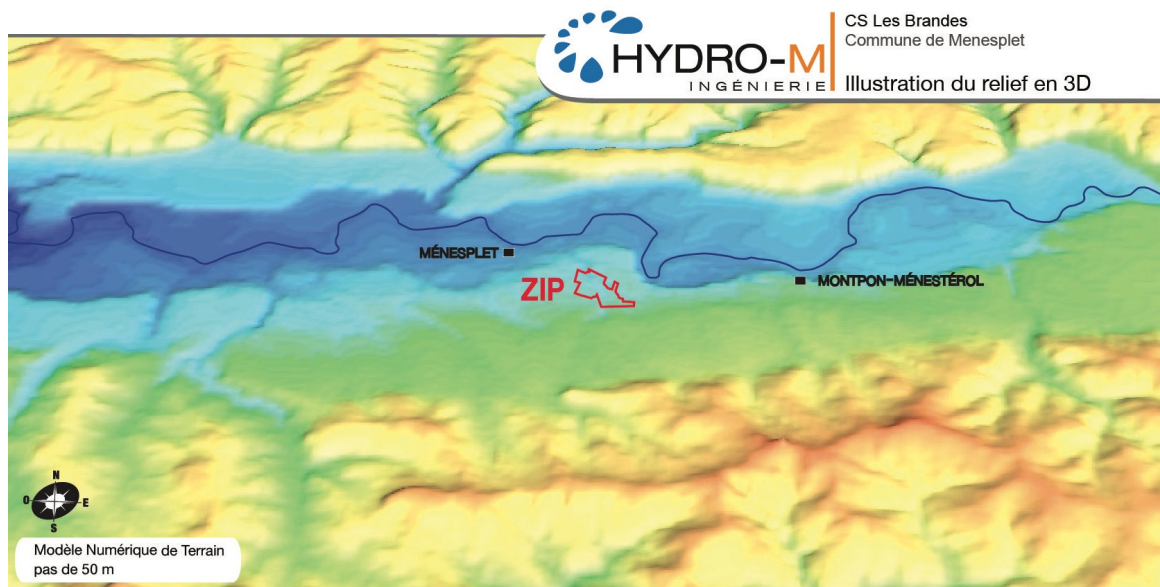 HYDRO-M
INGÉNIERIE
CS Les Brandes
Commune de Menesplet
Illustration du relief en 3D
MÉNESPLET
ZIP
MONTPON-MÉNESTÉROL
N
O
E
S
Modèle Numérique de Terrain
pas de 50 m